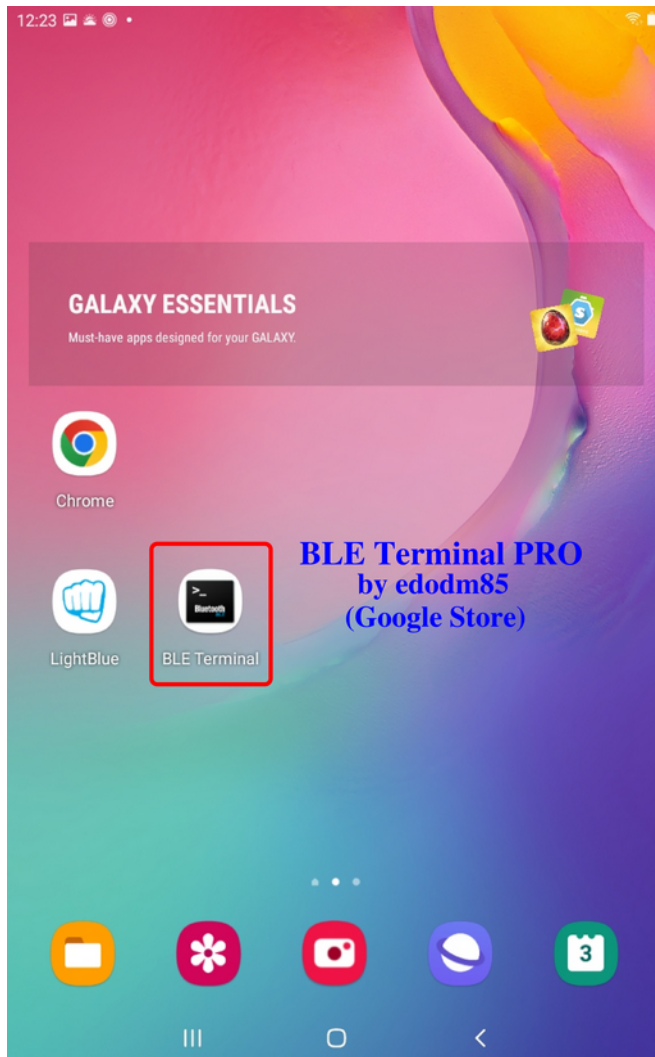 12:23
GALAXY ESSENTIALS
Must-have apps designed for your GALAXY.
S
Chrome
>_
Bluetooth
BLE Terminal PRO
by edodm85
(Google Store)
LightBlue
BLE Terminal
3